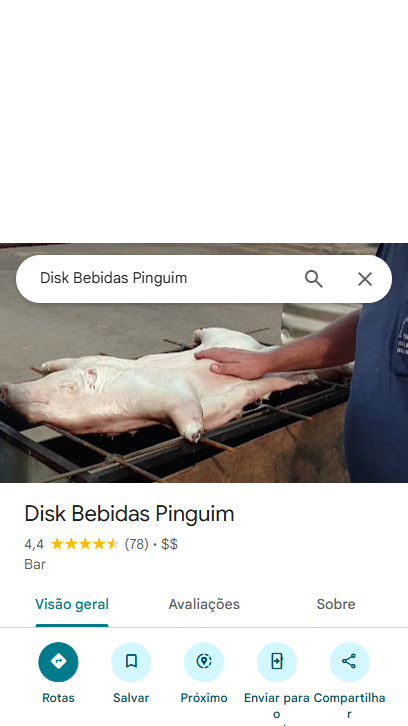 Disk Bebidas Pinguim
Disk Bebidas Pinguim
4,4 (78) · $$
Bar
Visão geral Avaliações Sobre
Rotas Salvar Próximo Enviar para o Compartilhar